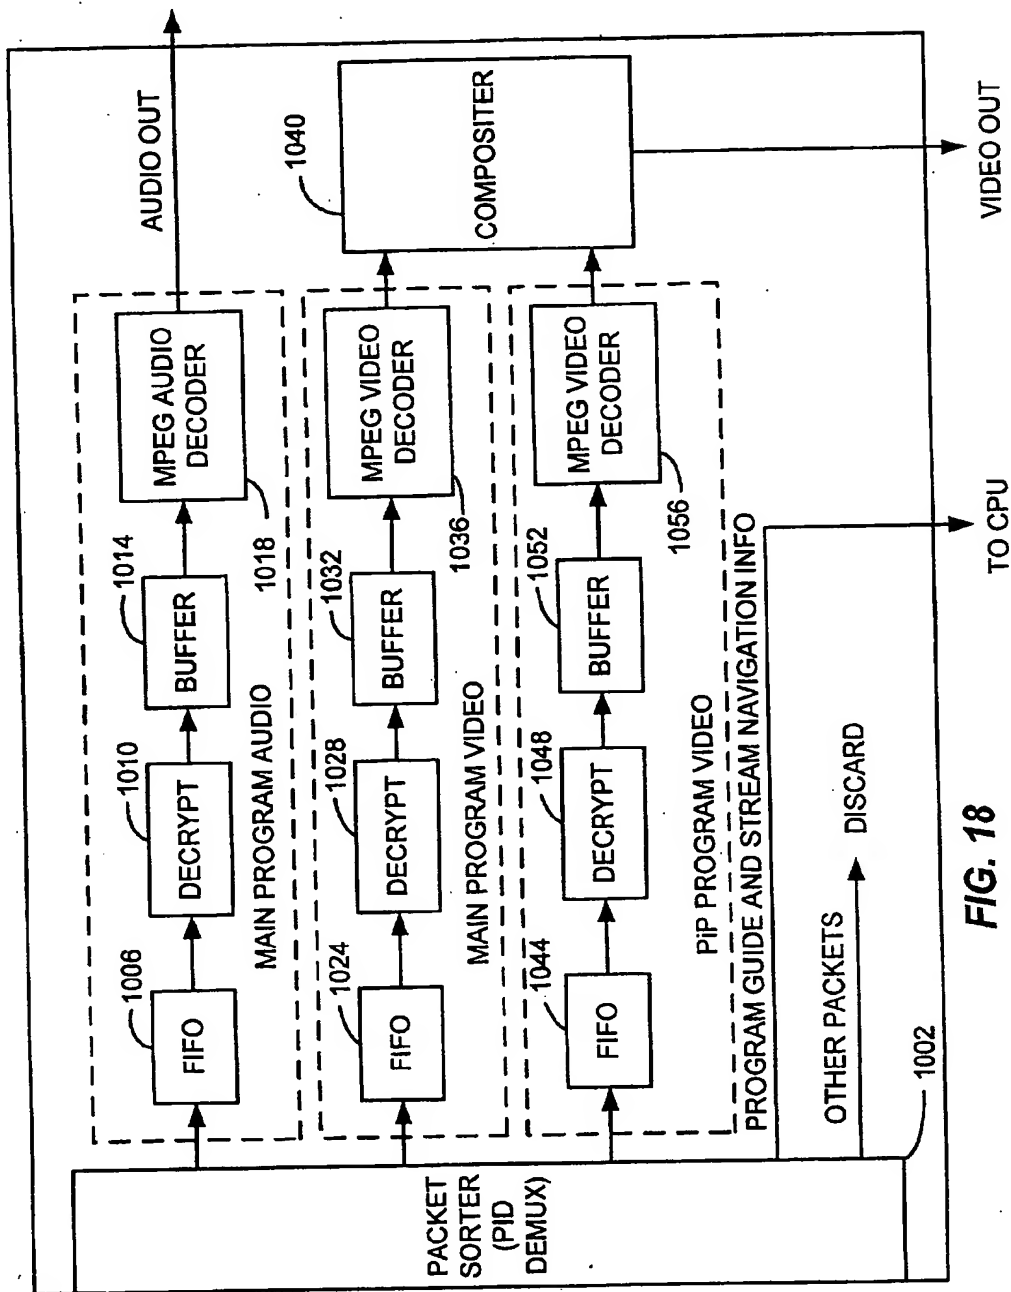 PACKET
SORTER
(PID
DEMUX)
1002
FIFO
1006
DECRYPT
1010
BUFFER
1014
MPEG AUDIO
DECODER
1018
MAIN PROGRAM AUDIO
AUDIO OUT
FIFO
1024
DECRYPT
1028
BUFFER
1032
MPEG VIDEO
DECODER
1036
MAIN PROGRAM VIDEO
COMPOSITER
1040
VIDEO OUT
FIFO
1044
DECRYPT
1048
BUFFER
1052
MPEG VIDEO
DECODER
1056
PiP PROGRAM VIDEO
PROGRAM GUIDE AND STREAM NAVIGATION INFO
TO CPU
OTHER PACKETS
DISCARD
FIG. 18